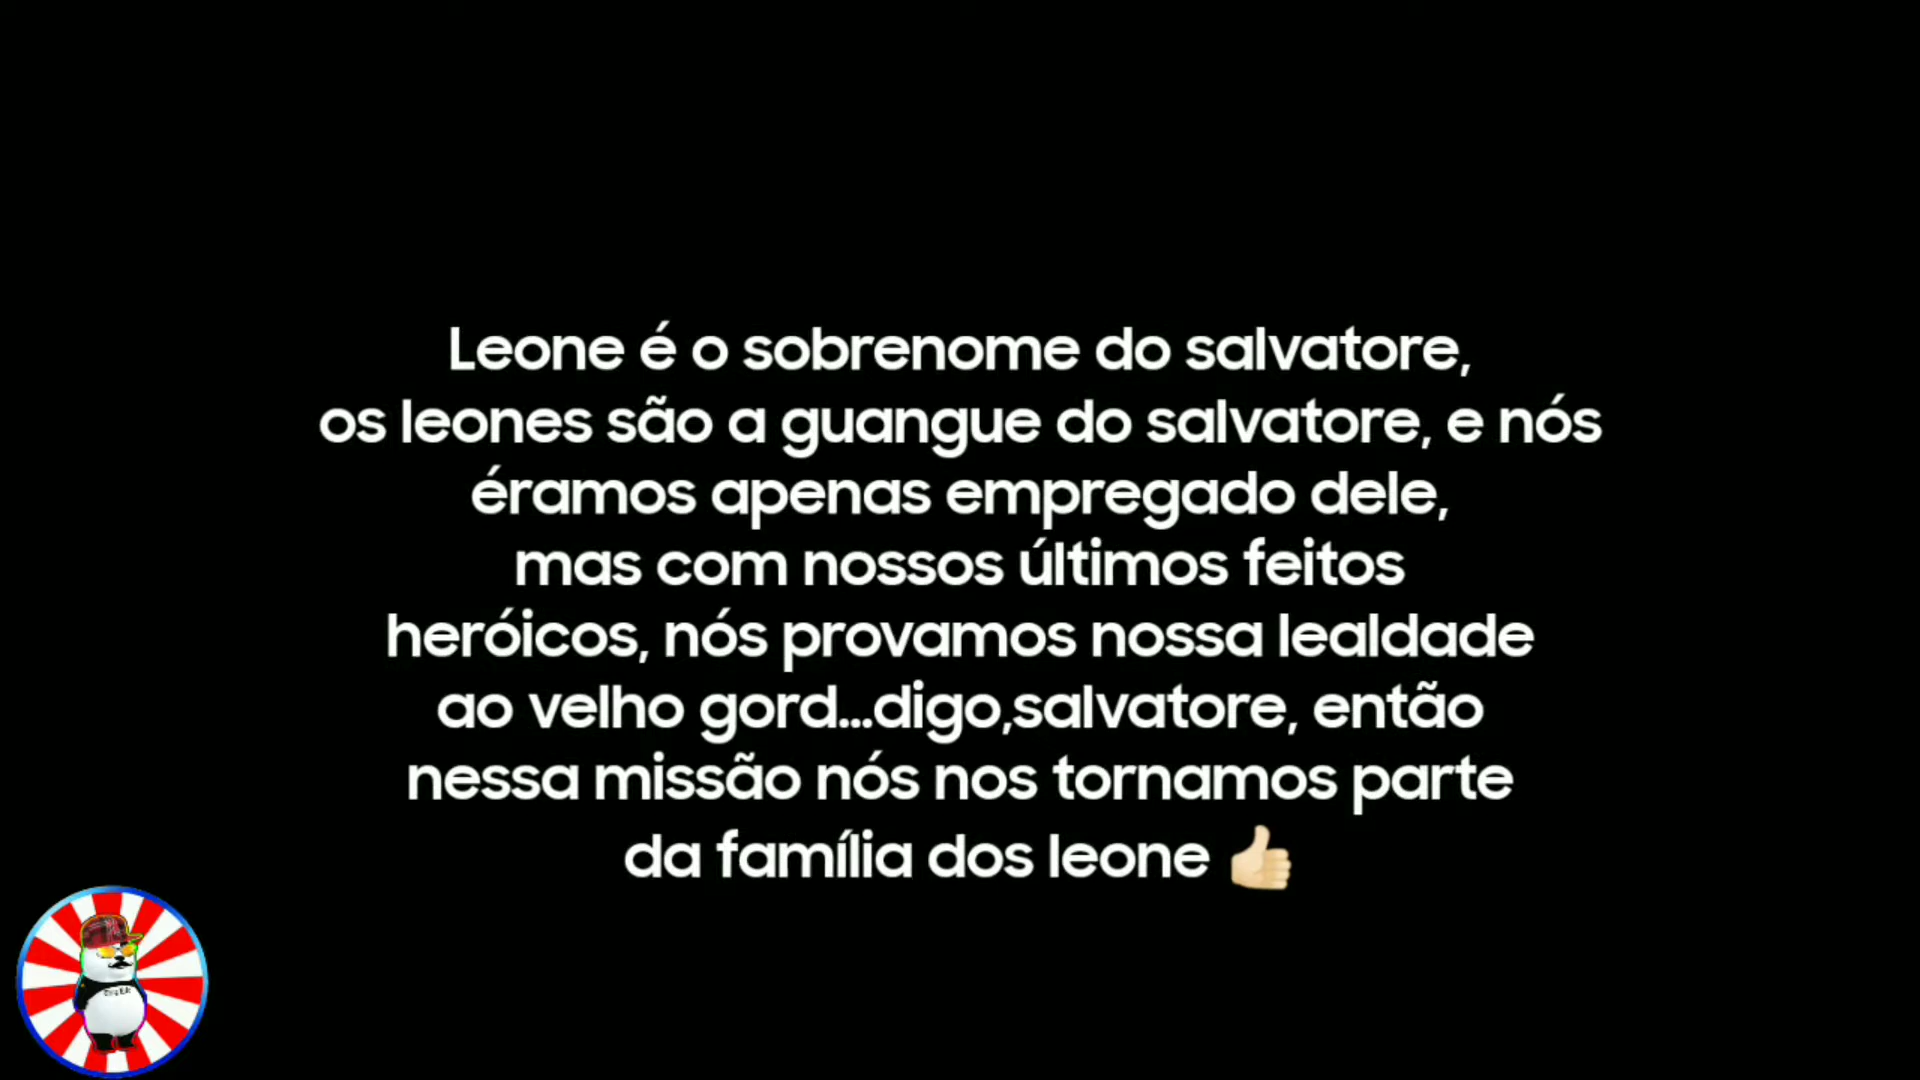 Leone é o sobrenome do salvatore,
os leones são a guangue do salvatore, e nós
éramos apenas empregado dele,
mas com nossos últimos feitos
heróicos, nós provamos nossa lealdade
ao velho gord...digo,salvatore, então
nessa missão nós nos tornamos parte
da família dos leone 👍🏻